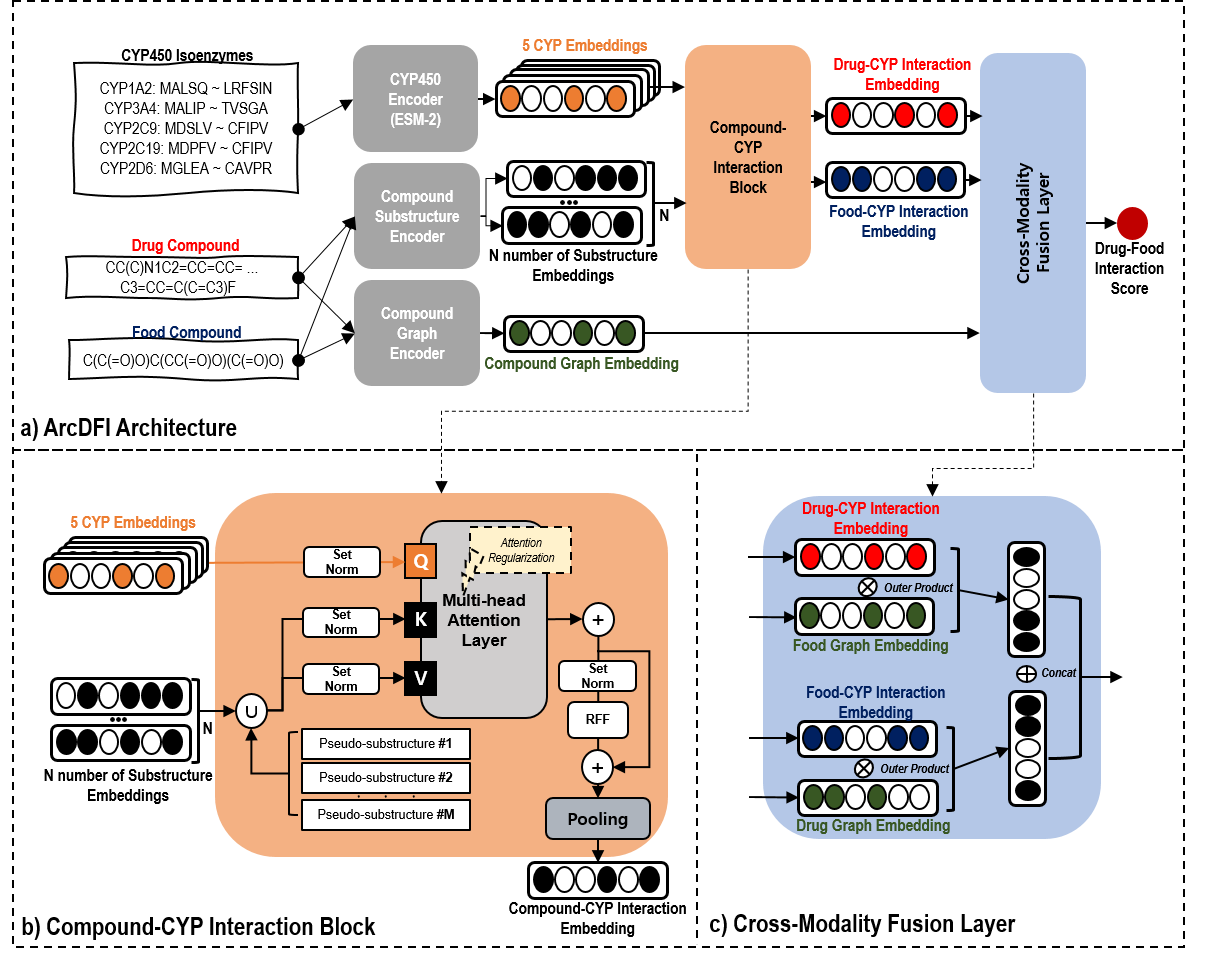 CYP450 Isoenzymes
CYP1A2: MALSQ ~ LRFSIN
CYP3A4: MALIP ~ TVSGA
CYP2C9: MDSLV ~ CFIPV
CYP2C19: MDPFV ~ CFIPV
CYP2D6: MGLEA ~ CAVPR
Drug Compound
CC(C)N1C2=CC=CC= ...
C3=CC=C(C=C3)F
Food Compound
C(C(=O)O)C(CC(=O)O)(C(=O)O)
CYP450
Encoder
(ESM-2)
Compound
Substructure
Encoder
Compound
Graph
Encoder
5 CYP Embeddings
N
N number of Substructure
Embeddings
Compound Graph Embedding
Compound-
CYP
Interaction
Block
Drug-CYP Interaction
Embedding
Food-CYP Interaction
Embedding
Cross-Modality
Fusion Layer
Drug-Food
Interaction
Score
a) ArcDFI Architecture
5 CYP Embeddings
Set
Norm
Q
Attention
Regularization
Set
Norm
K
Multi-head
Attention
Layer
Set
Norm
V
N
N number of Substructure
Embeddings
∪
Pseudo-substructure #1
Pseudo-substructure #2
. . .
Pseudo-substructure #M
+
Set
Norm
RFF
+
Pooling
Compound-CYP Interaction
Embedding
b) Compound-CYP Interaction Block
Drug-CYP Interaction
Embedding
Outer Product
Food Graph Embedding
Concat
Food-CYP Interaction
Embedding
Outer Product
Drug Graph Embedding
c) Cross-Modality Fusion Layer